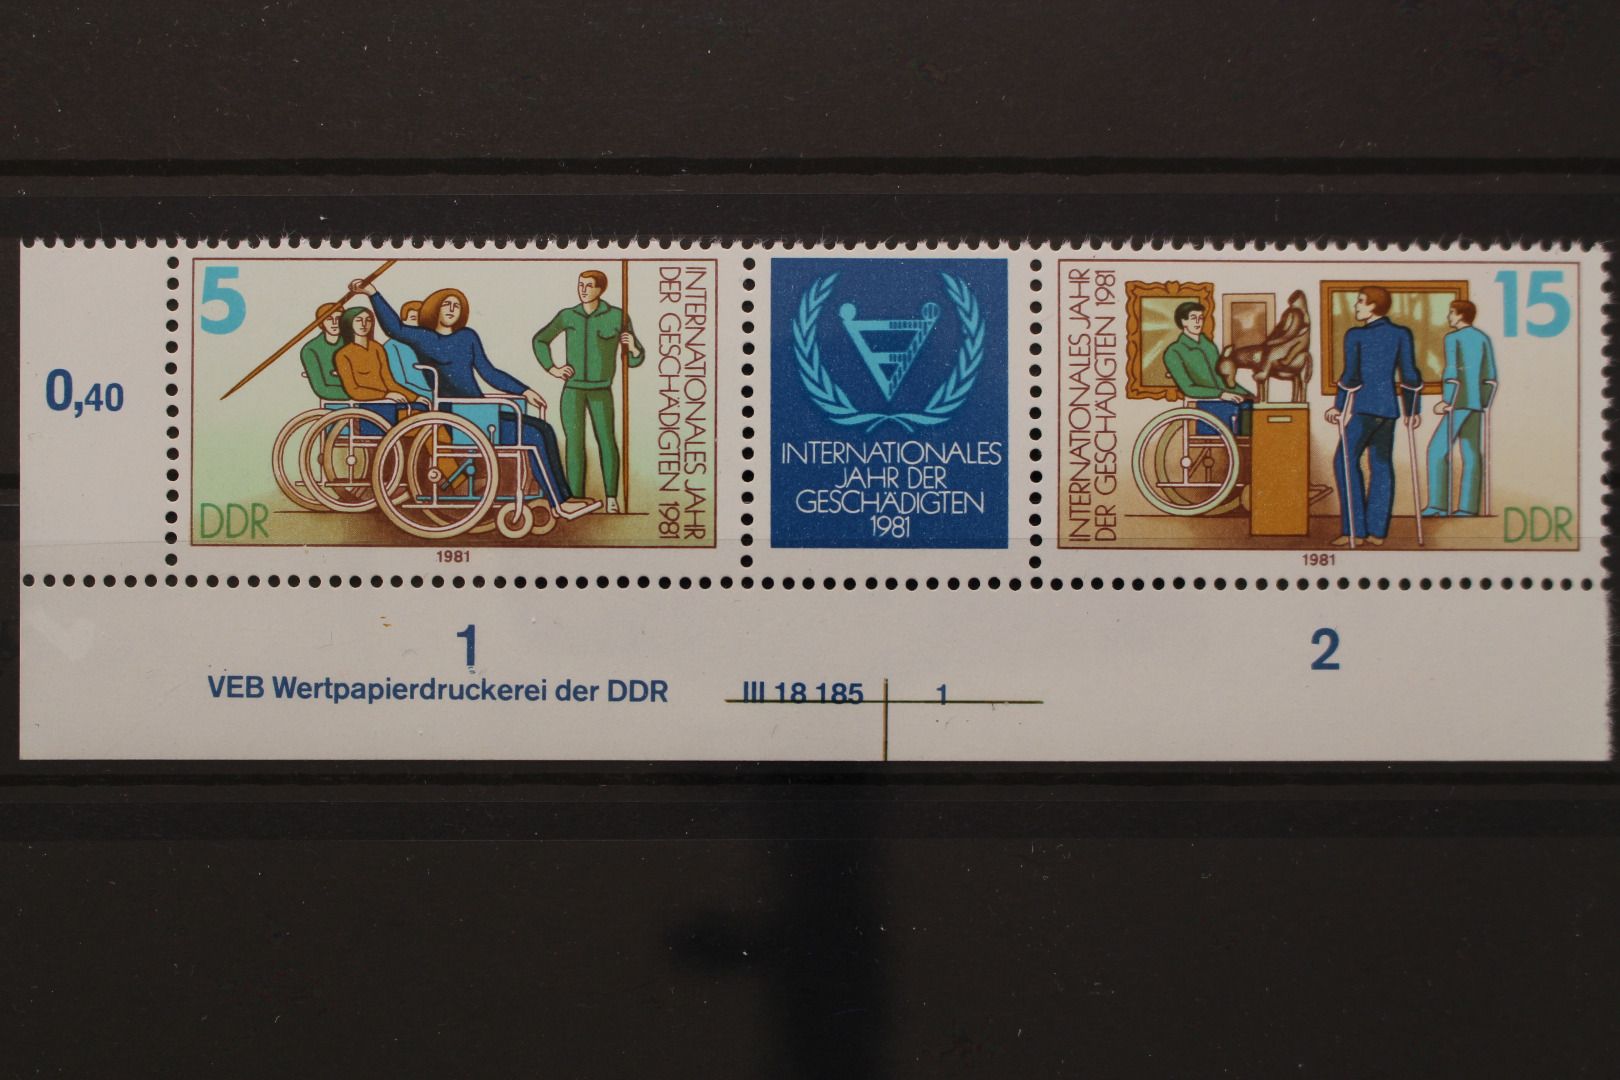 5
INTERNATIONALES JAHR
DER GESCHÄDIGTEN 1981
DDR
1981
0,40
INTERNATIONALES
JAHR DER
GESCHÄDIGTEN
1981
INTERNATIONALES JAHR
DER GESCHÄDIGTEN 1981
15
DDR
1981
1
2
VEB Wertpapierdruckerei der DDR
III 18 185
1